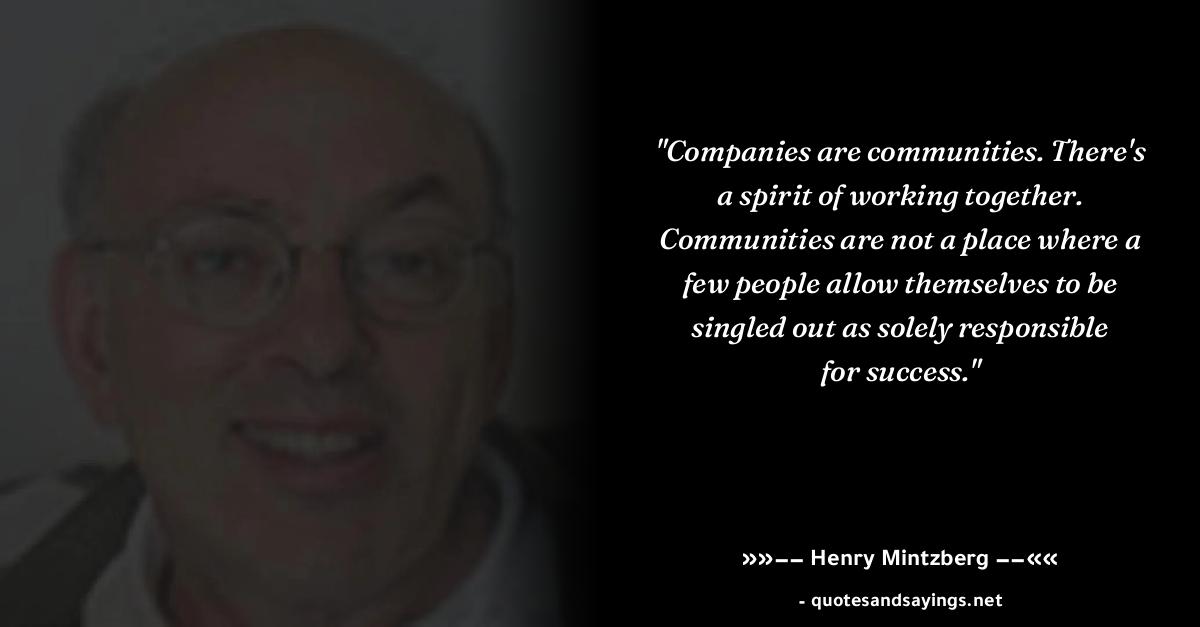 "Companies are communities. There's
a spirit of working together.
Communities are not a place where a
few people allow themselves to be
singled out as solely responsible
for success."
»»−− Henry Mintzberg −−««
- quotesandsayings.net